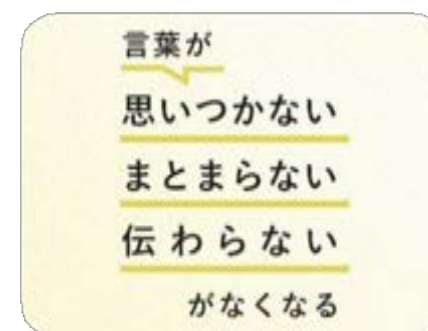 言葉が
思いつかない
まとまらない
伝わらない
がなくなる